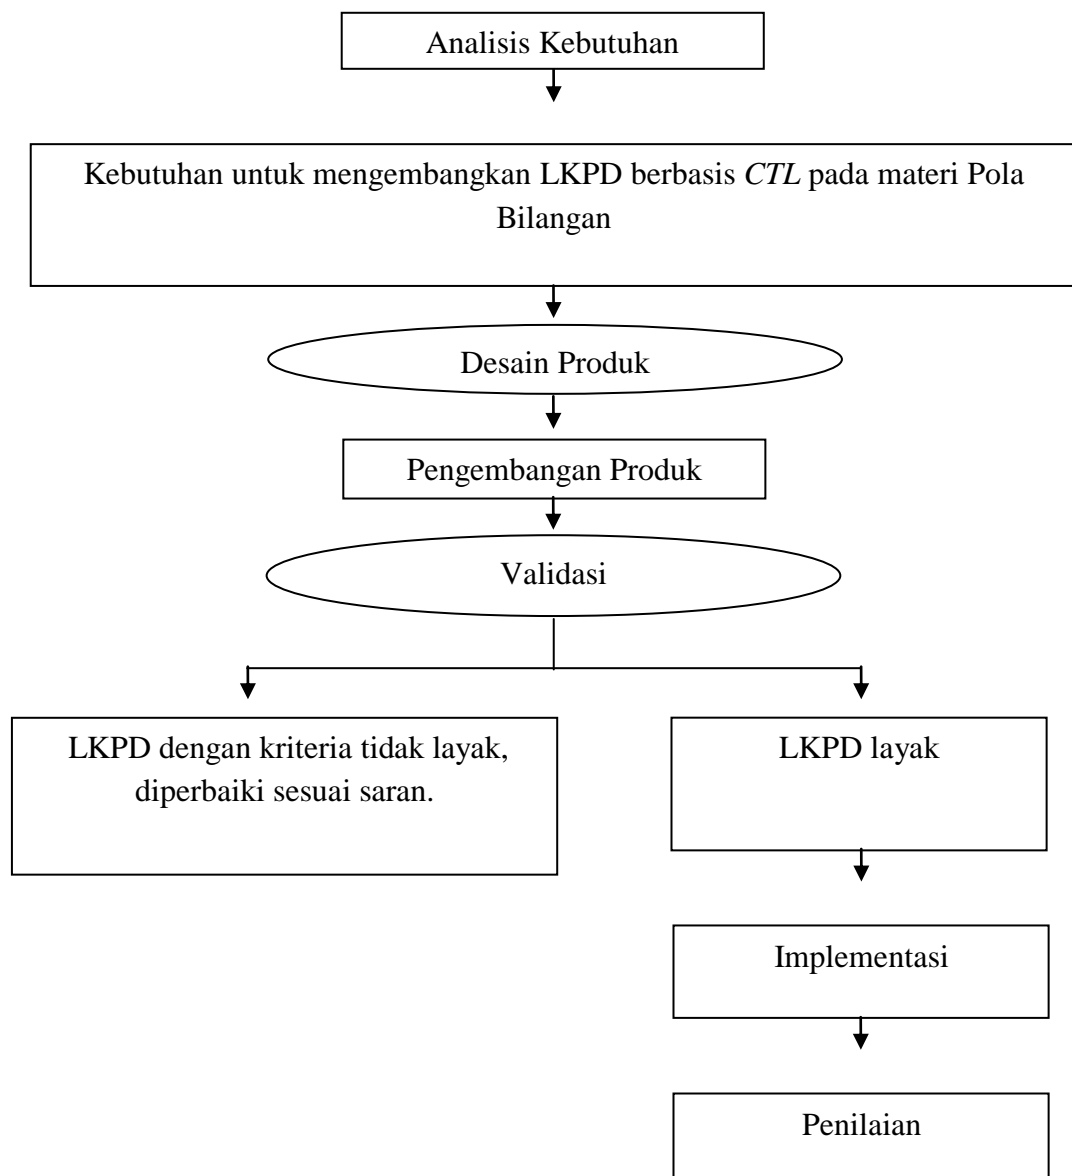 Analisis Kebutuhan
Kebutuhan untuk mengembangkan LKPD berbasis CTL pada materi Pola
Bilangan
Desain Produk
Pengembangan Produk
Validasi
LKPD dengan kriteria tidak layak,
diperbaiki sesuai saran.
LKPD layak
Implementasi
Penilaian